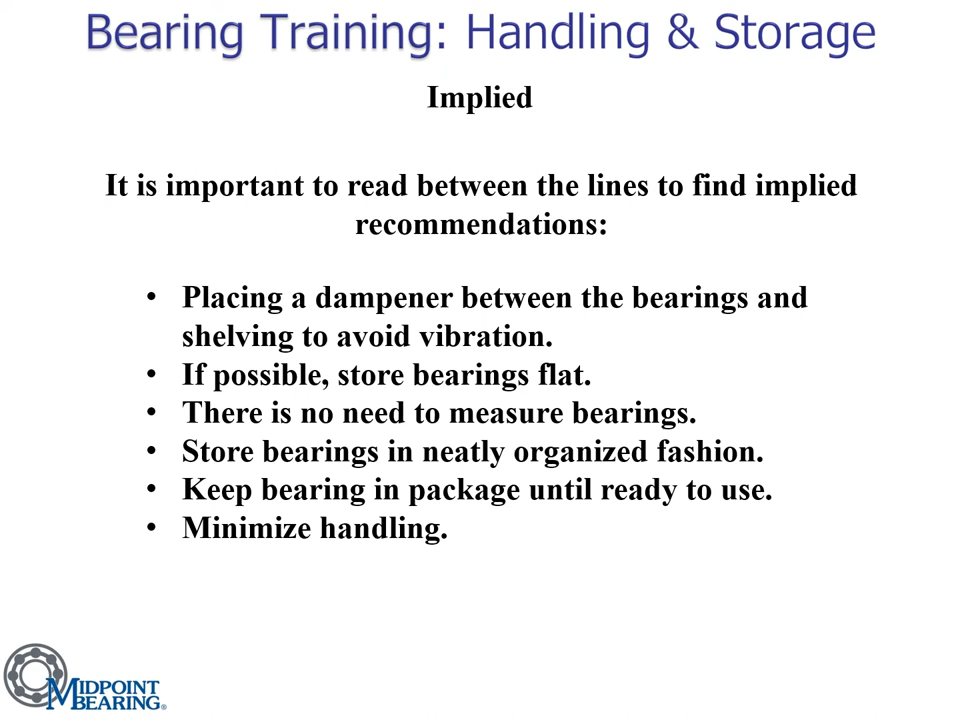 Bearing Training: Handling & Storage
Implied
It is important to read between the lines to find implied
recommendations:
• Placing a dampener between the bearings and
shelving to avoid vibration.
• If possible, store bearings flat.
• There is no need to measure bearings.
• Store bearings in neatly organized fashion.
• Keep bearing in package until ready to use.
• Minimize handling.
MIDPOINT
BEARING®